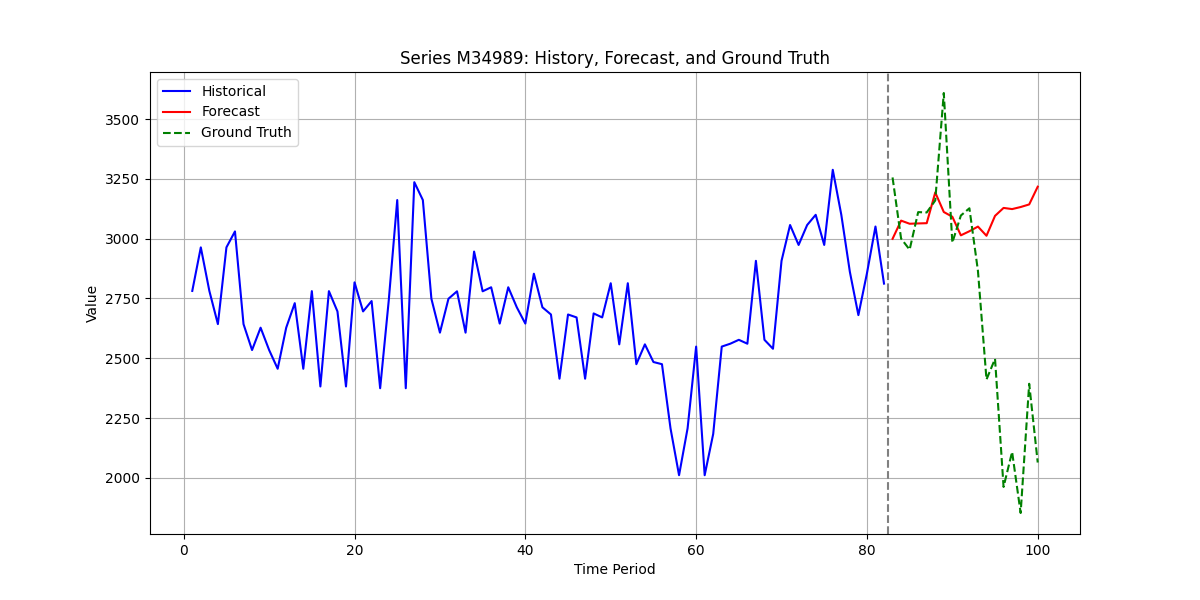 Series M34989: History, Forecast, and Ground Truth
Historical
Forecast
Ground Truth
3500
3250
3000
2750
2500
2250
2000
Value
0 20 40 60 80 100
Time Period